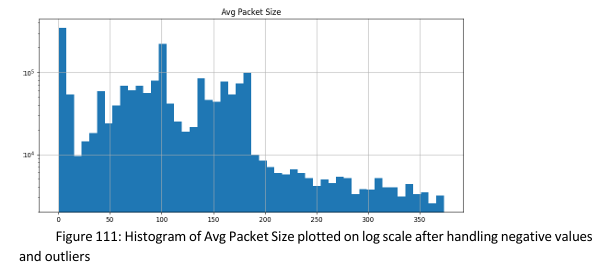 Avg Packet Size
10⁵
10⁴
0 50 100 150 200 250 300 350
Figure 111: Histogram of Avg Packet Size plotted on log scale after handling negative values
and outliers